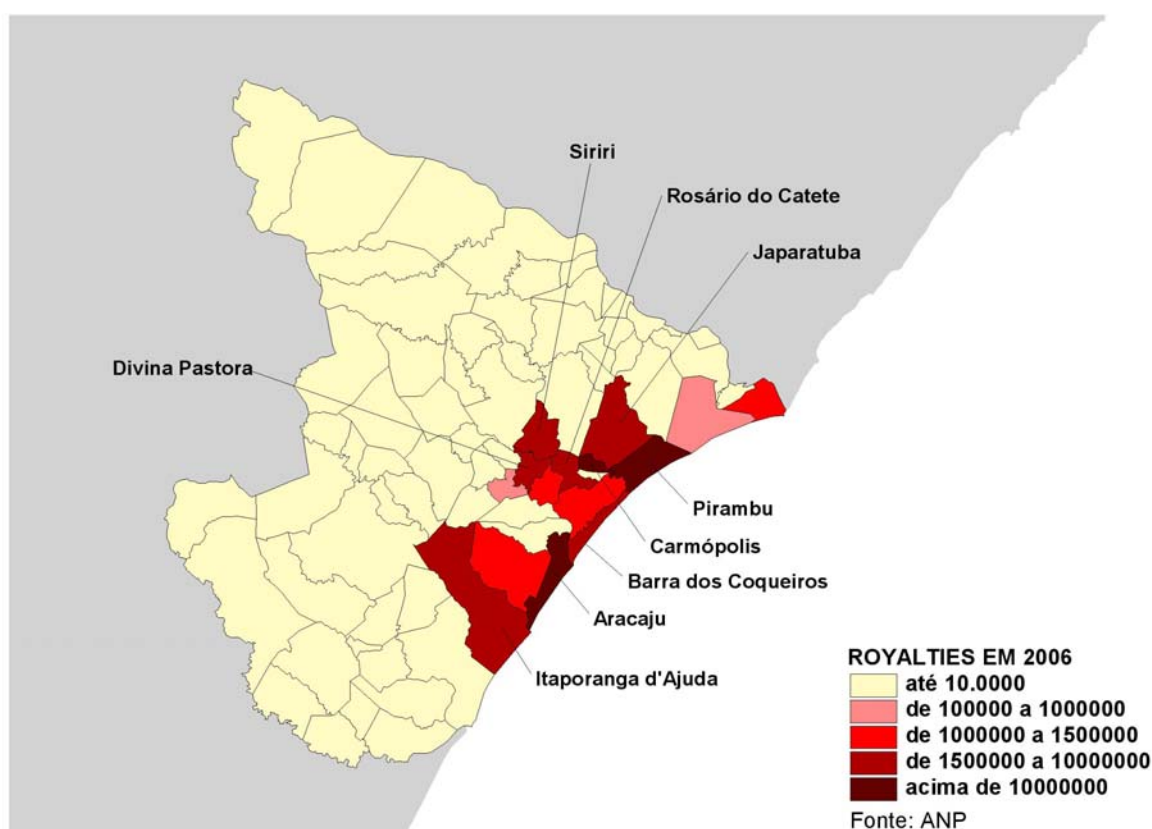 Siriri
Rosário do Catete
Japaratuba
Divina Pastora
Pirambu
Carmópolis
Barra dos Coqueiros
Aracaju
Itaporanga d'Ajuda
ROYALTIES EM 2006
até 10.0000
de 100000 a 1000000
de 1000000 a 1500000
de 1500000 a 10000000
acima de 10000000
Fonte: ANP